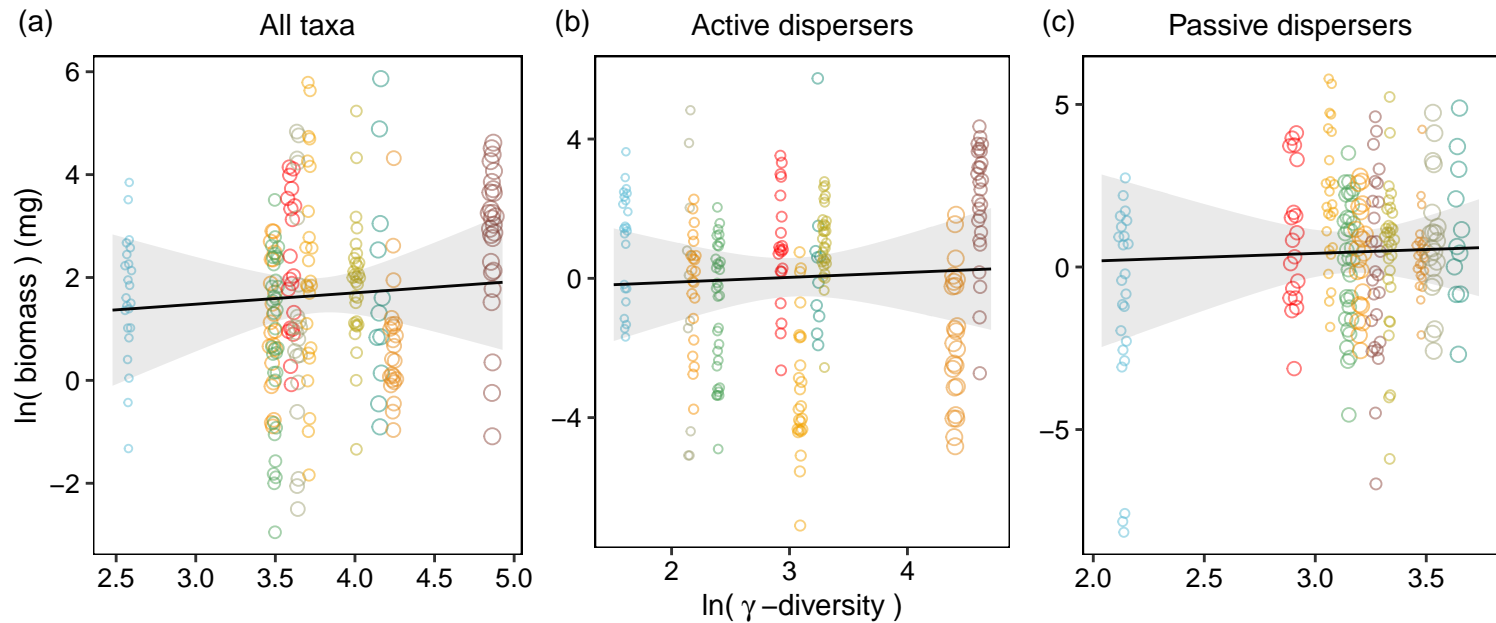 (a) All taxa
(b) Active dispersers
(c) Passive dispersers
ln( biomass ) (mg)
6
4
2
0
−2
2.5 3.0 3.5 4.0 4.5 5.0
4
0
−4
2 3 4
5
0
−5
2.0 2.5 3.0 3.5
ln( γ −diversity )